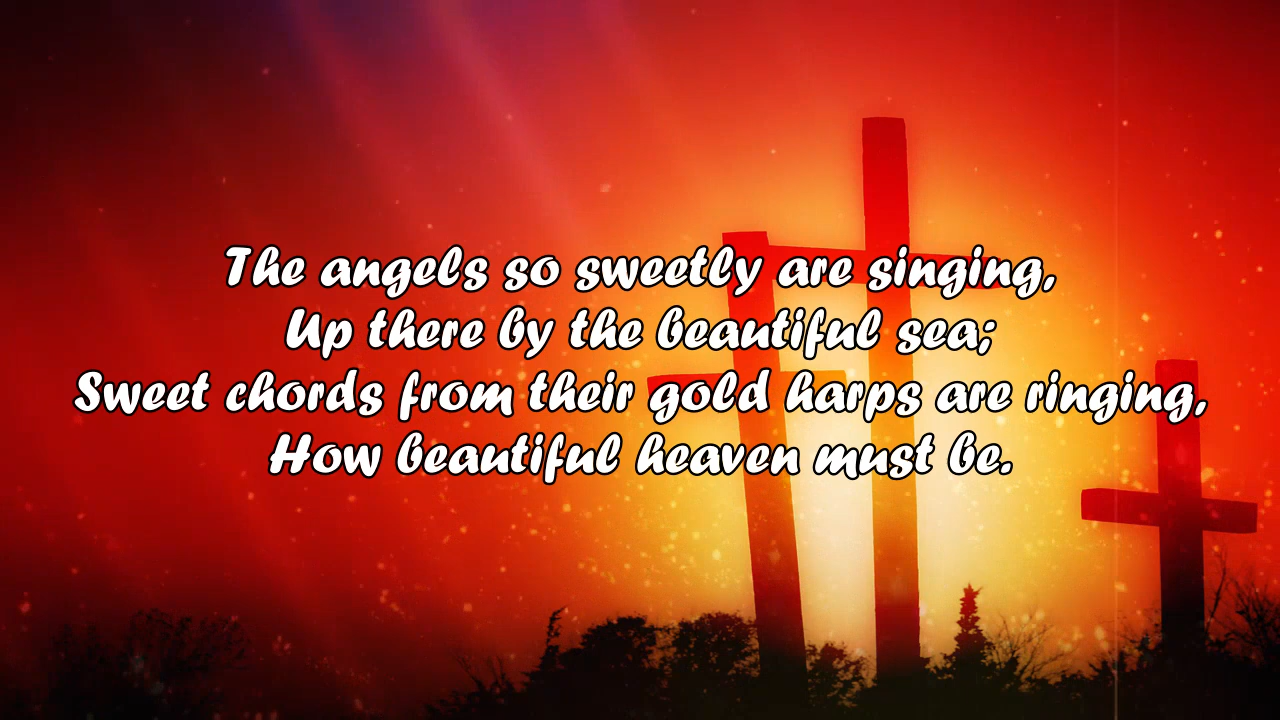 The angels so sweetly are singing,
Up there by the beautiful sea;
Sweet chords from their gold harps are ringing,
How beautiful heaven must be.